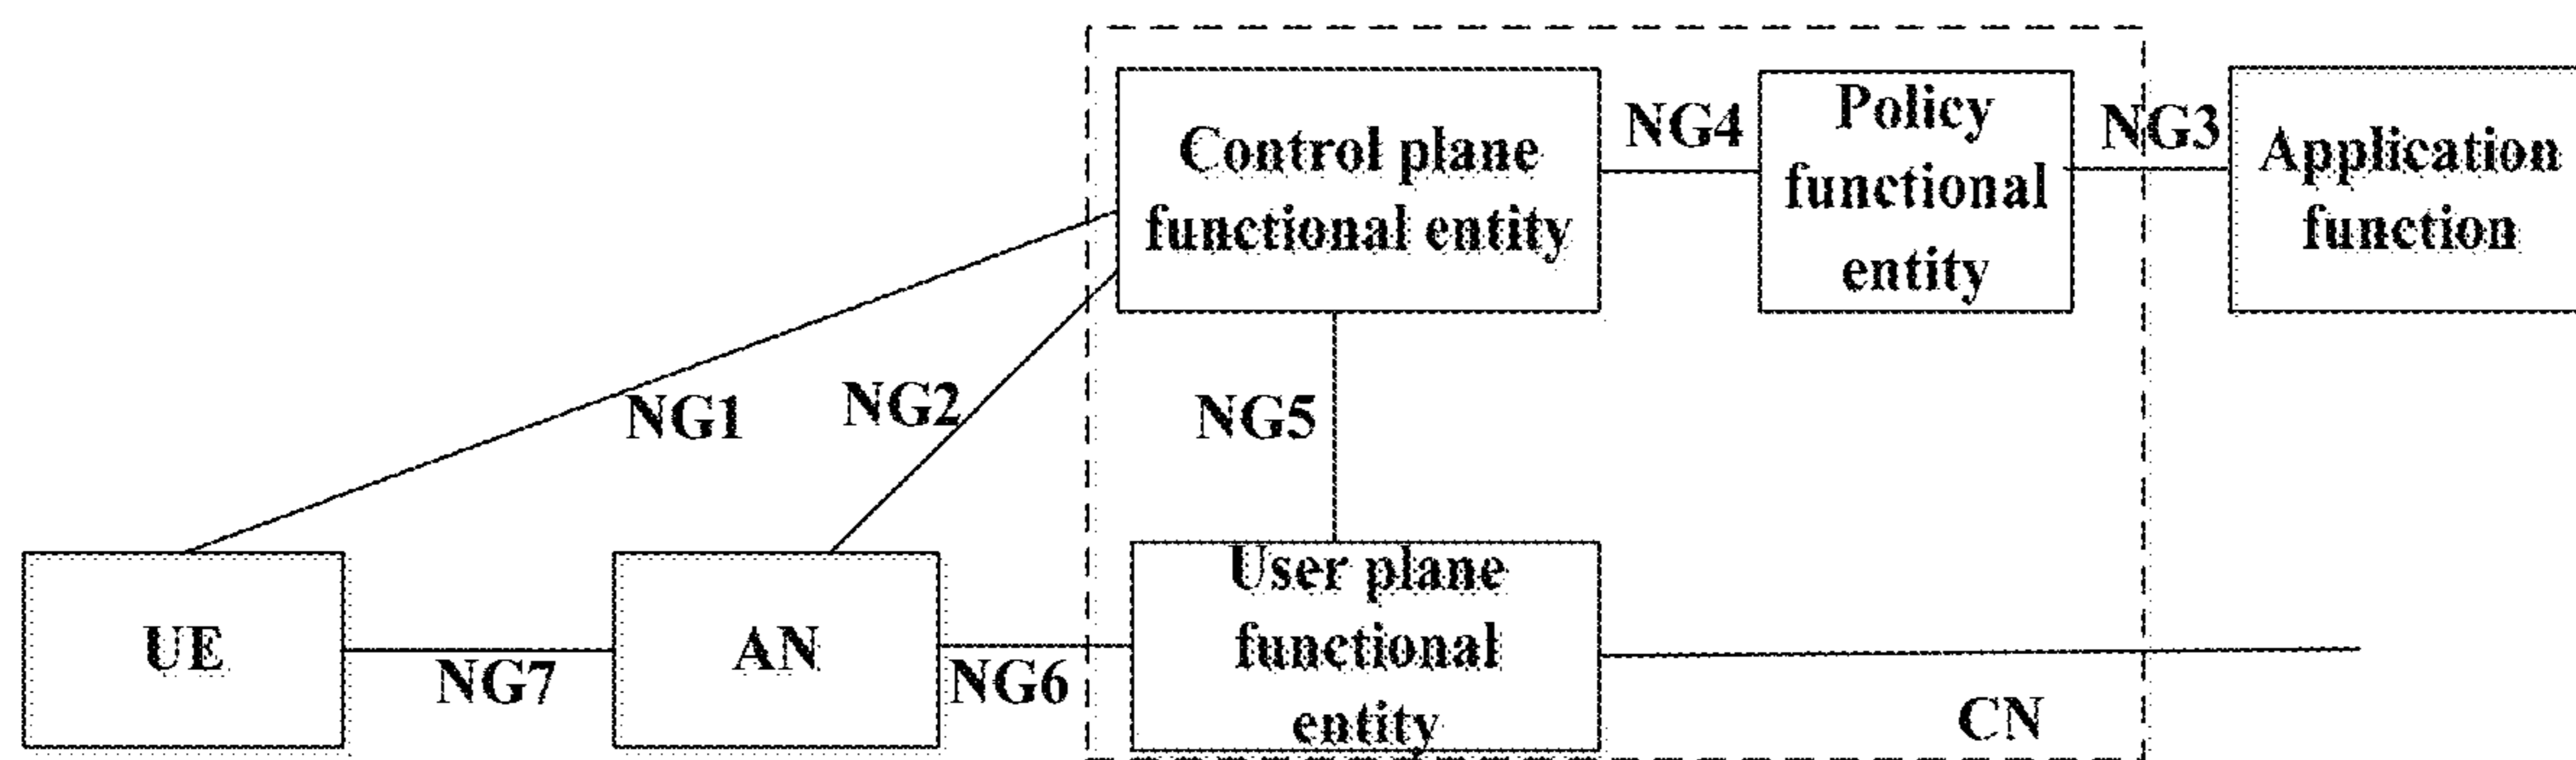 Control plane
functional entity
NG4
Policy
functional
entity
NG3
Application
function
NG1
NG2
NG5
UE
NG7
AN
NG6
User plane
functional
entity
CN